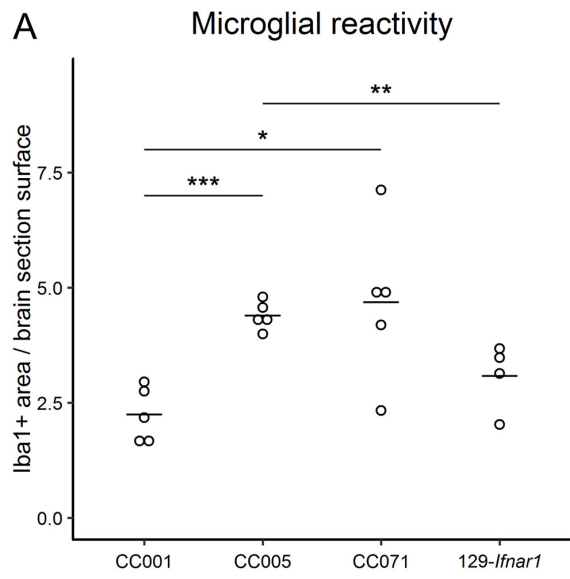 A
Microglial reactivity
**
*
***
Iba1+ area / brain section surface
7.5
5.0
2.5
0.0
CC001 CC005 CC071 129-Ifnar1